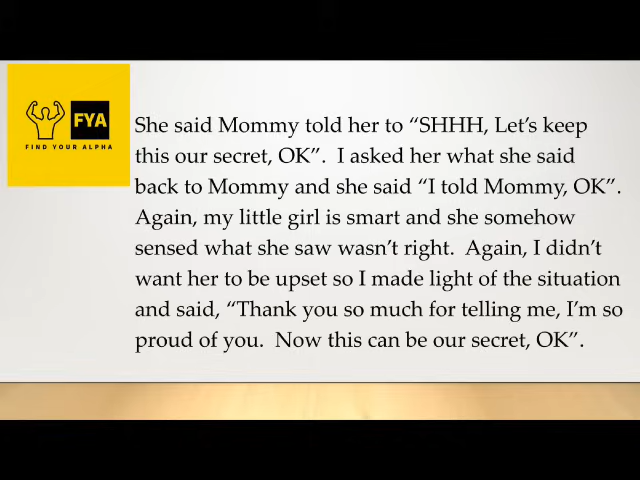 FYA
FIND YOUR ALPHA
She said Mommy told her to “SHHH, Let’s keep
this our secret, OK”.  I asked her what she said
back to Mommy and she said “I told Mommy, OK”.
Again, my little girl is smart and she somehow
sensed what she saw wasn’t right.  Again, I didn’t
want her to be upset so I made light of the situation
and said, “Thank you so much for telling me, I’m so
proud of you.  Now this can be our secret, OK”.